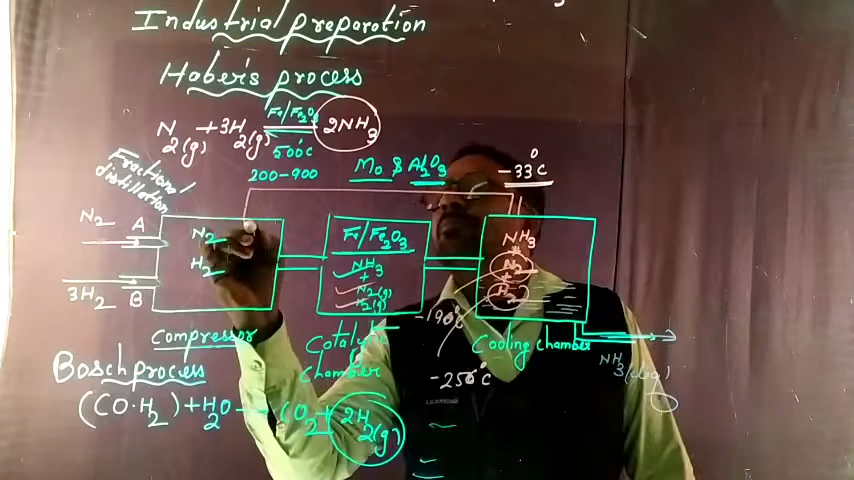 Industrial preparation
Haber's process
N2(g) + 3H2(g) ⇌ 2NH3
Fe/Fe2O3
500°C
200-900
Mo & Al2O3
-33°C
Fractional distillation
N2
A
3H2
B
N2
H2
Compressor
Fe/Fe2O3
NH3
+
N2(g)
H2(g)
Catalytic
chamber
NH3
+
N2
+
H2
-196°C
-256°C
Cooling chamber
NH3(liq)
Bosch process
(CO·H2) + H2O → CO2 + 2H2(g)